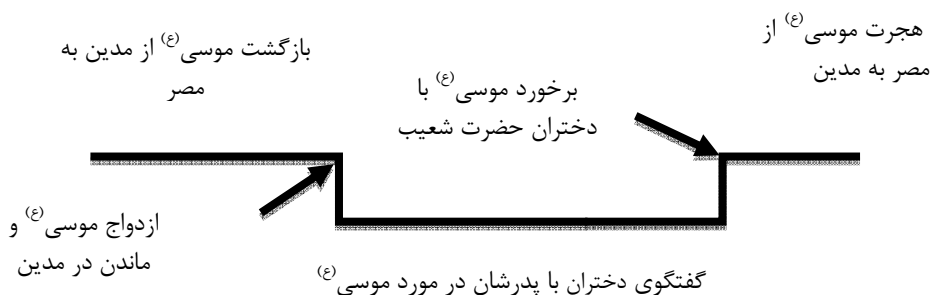 هجرت موسی(ع) از
مصر به مدین
برخورد موسی(ع) با
دختران حضرت شعیب
بازگشت موسی(ع) از مدین به
مصر
ازدواج موسی(ع) و
ماندن در مدین
گفتگوی دختران با پدرشان در مورد موسی(ع)